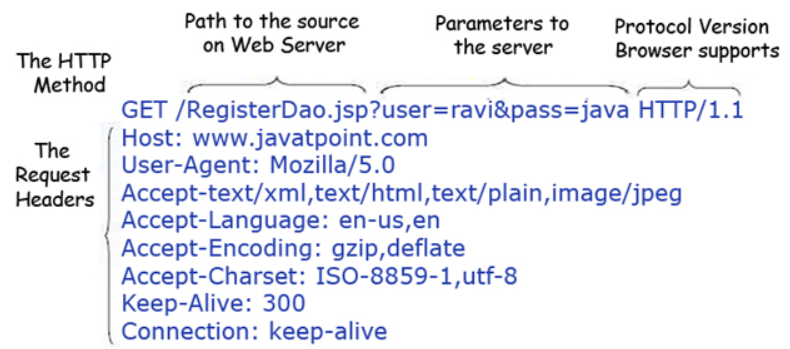 Path to the source
on Web Server
Parameters to
the server
Protocol Version
Browser supports
The HTTP
Method
GET /RegisterDao.jsp?user=ravi&pass=java HTTP/1.1
The
Request
Headers
Host: www.javatpoint.com
User-Agent: Mozilla/5.0
Accept-text/xml,text/html,text/plain,image/jpeg
Accept-Language: en-us,en
Accept-Encoding: gzip,deflate
Accept-Charset: ISO-8859-1,utf-8
Keep-Alive: 300
Connection: keep-alive